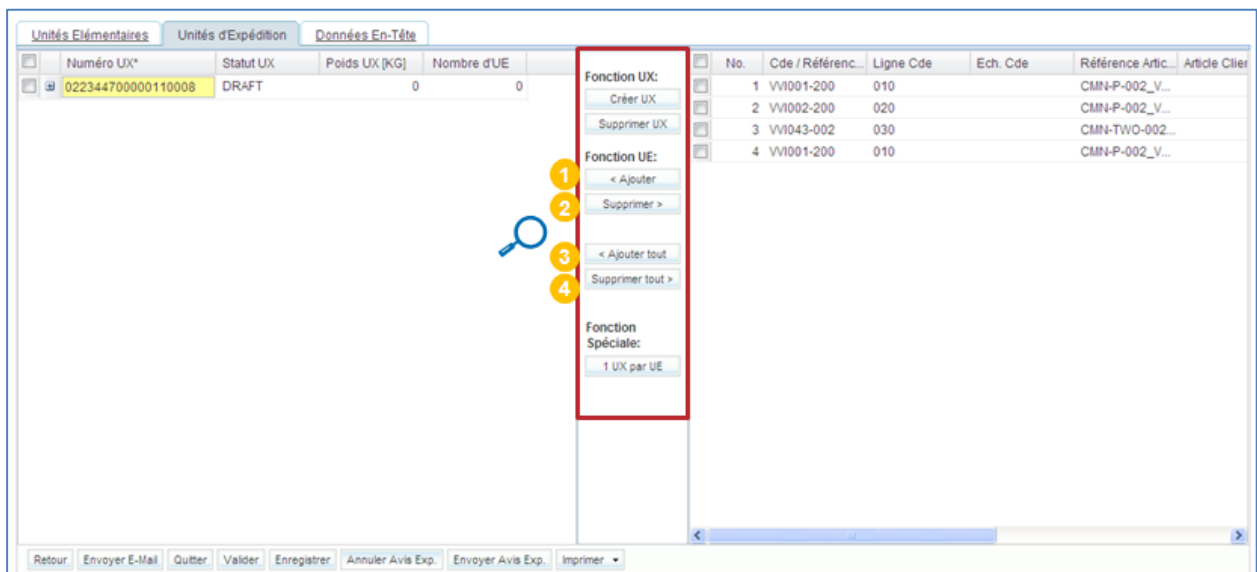 Unités Elémentaires Unités d'Expédition Données En-Tête
Numéro UX* Statut UX Poids UX [KG] Nombre d'UE
022344700000110008 DRAFT 0 0
Fonction UX:
Créer UX
Supprimer UX
Fonction UE:
1 < Ajouter
2 Supprimer >
3 < Ajouter tout
4 Supprimer tout >
Fonction
Spéciale:
1 UX par UE
No. Cde / Référenc... Ligne Cde Ech. Cde Référence Artic... Article Clien
1 VVI001-200 010 CMN-P-002_V...
2 VVI002-200 020 CMN-P-002_V...
3 VVI043-002 030 CMN-TWO-002...
4 VVI001-200 010 CMN-P-002_V...
Retour Envoyer E-Mail Quitter Valider Enregistrer Annuler Avis Exp. Envoyer Avis Exp. Imprimer